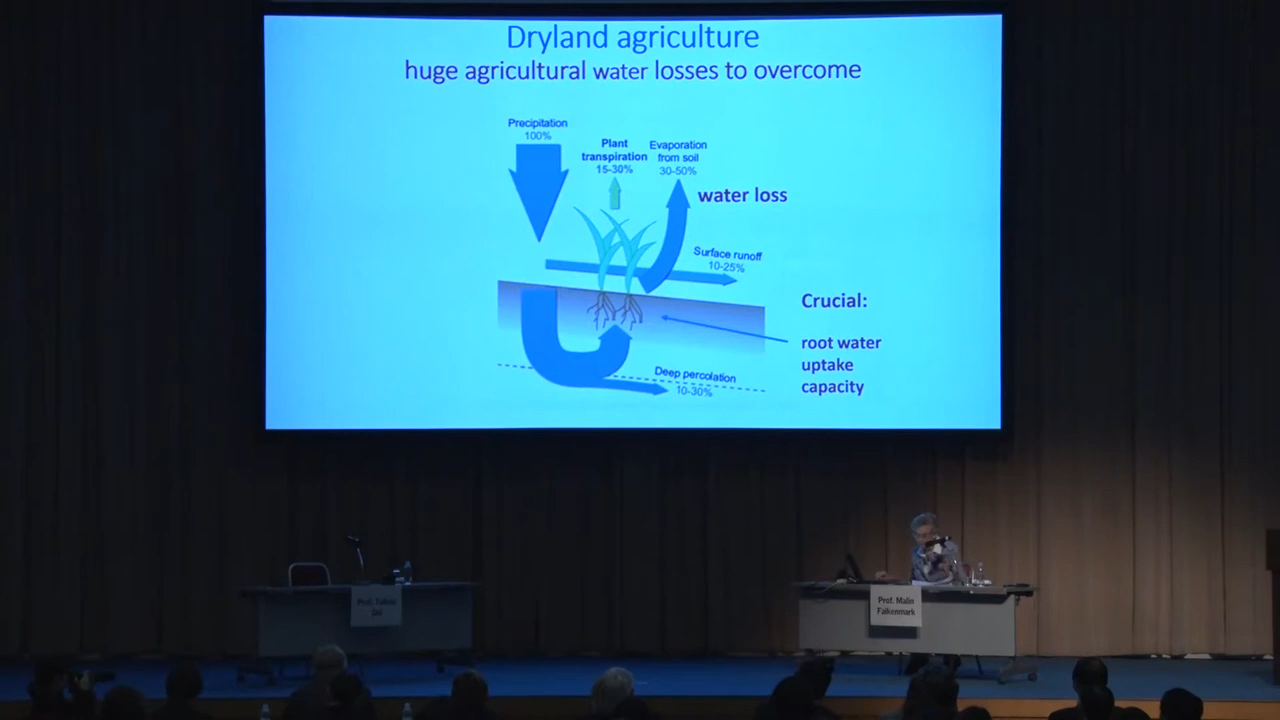 Dryland agriculture
huge agricultural water losses to overcome
Precipitation
100%
Plant
transpiration
15-30%
Evaporation
from soil
30-50%
water loss
Surface runoff
10-25%
Crucial:
root water
uptake
capacity
Deep percolation
10-30%
Prof.
Prof. Malin
Falkenmark